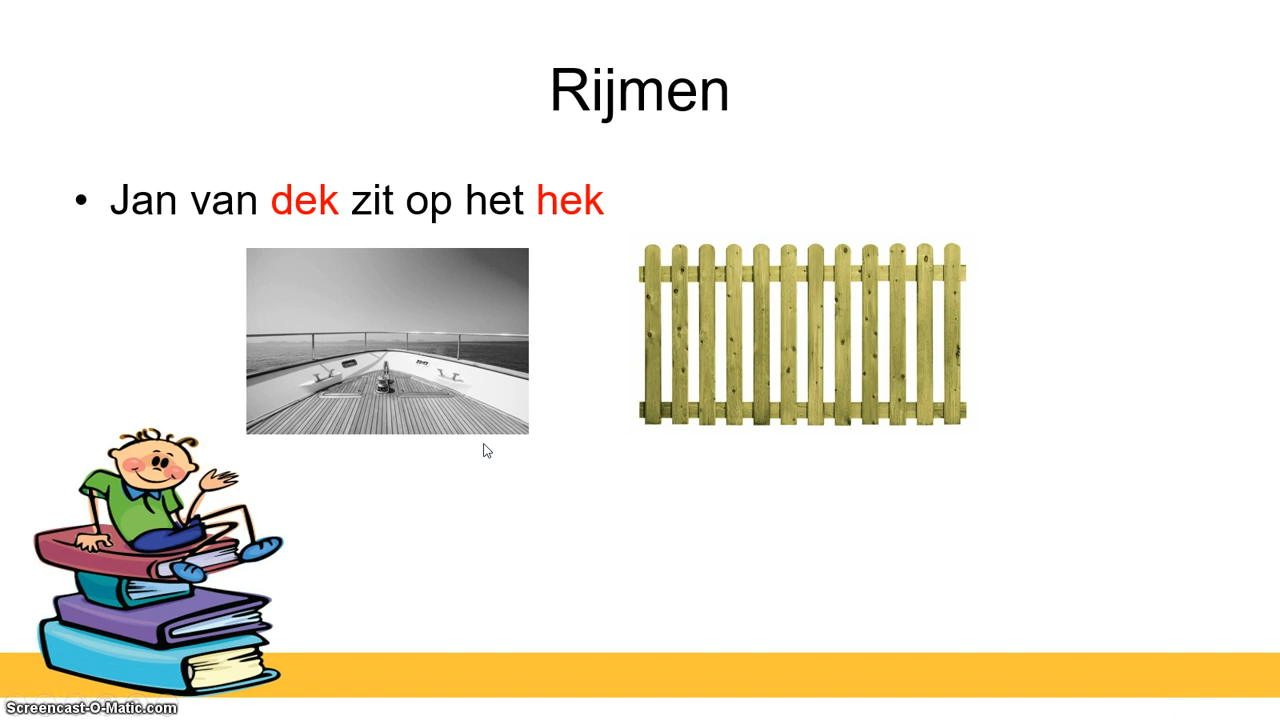 Rijmen
• Jan van dek zit op het hek
Screencast-O-Matic.com